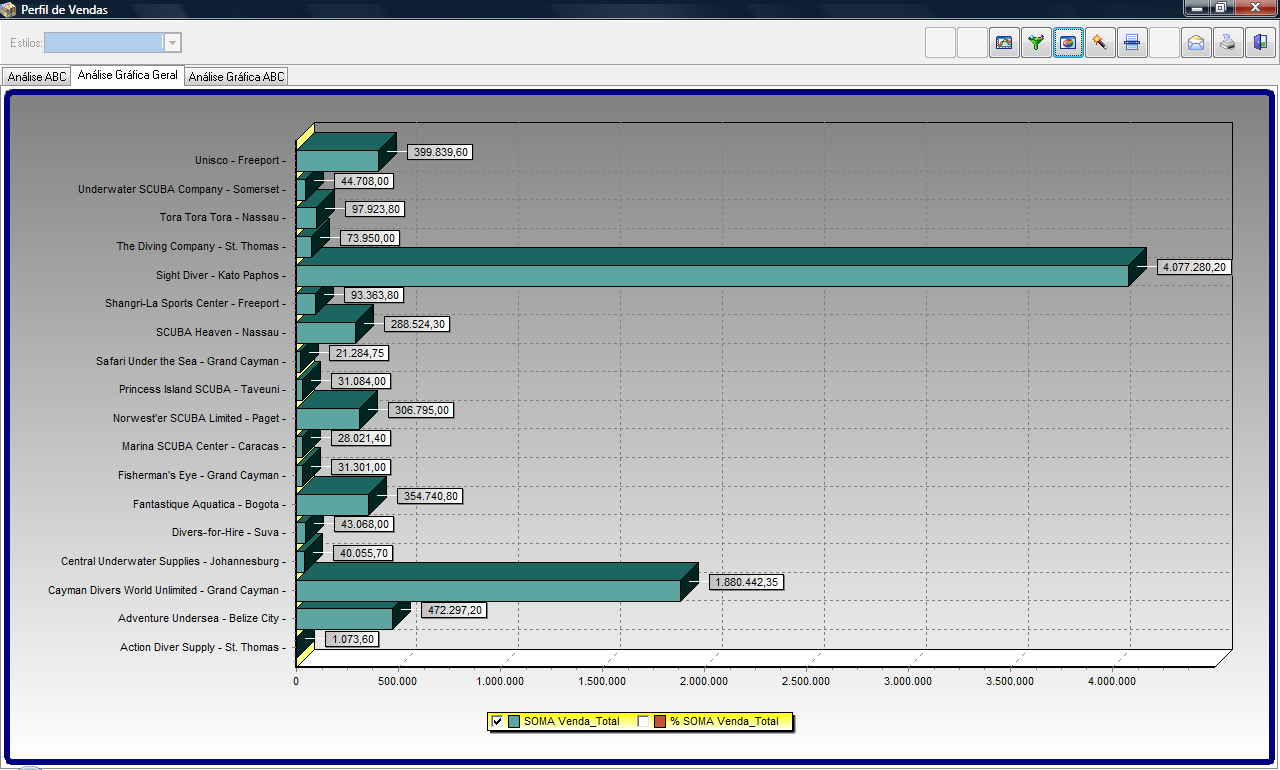 Perfil de Vendas
Estilos:
Análise ABC Análise Gráfica Geral Análise Gráfica ABC
Unisco - Freeport - 399.839,60
Underwater SCUBA Company - Somerset - 44.708,00
Tora Tora Tora - Nassau - 97.923,80
The Diving Company - St. Thomas - 73.950,00
Sight Diver - Kato Paphos - 4.077.280,20
Shangri-La Sports Center - Freeport - 93.363,80
SCUBA Heaven - Nassau - 288.524,30
Safari Under the Sea - Grand Cayman - 21.284,75
Princess Island SCUBA - Taveuni - 31.084,00
Norwest'er SCUBA Limited - Paget - 306.795,00
Marina SCUBA Center - Caracas - 28.021,40
Fisherman's Eye - Grand Cayman - 31.301,00
Fantastique Aquatica - Bogota - 354.740,80
Divers-for-Hire - Suva - 43.068,00
Central Underwater Supplies - Johannesburg - 40.055,70
Cayman Divers World Unlimited - Grand Cayman - 1.880.442,35
Adventure Undersea - Belize City - 472.297,20
Action Diver Supply - St. Thomas - 1.073,60
0 500.000 1.000.000 1.500.000 2.000.000 2.500.000 3.000.000 3.500.000 4.000.000
SOMA Venda_Total % SOMA Venda_Total